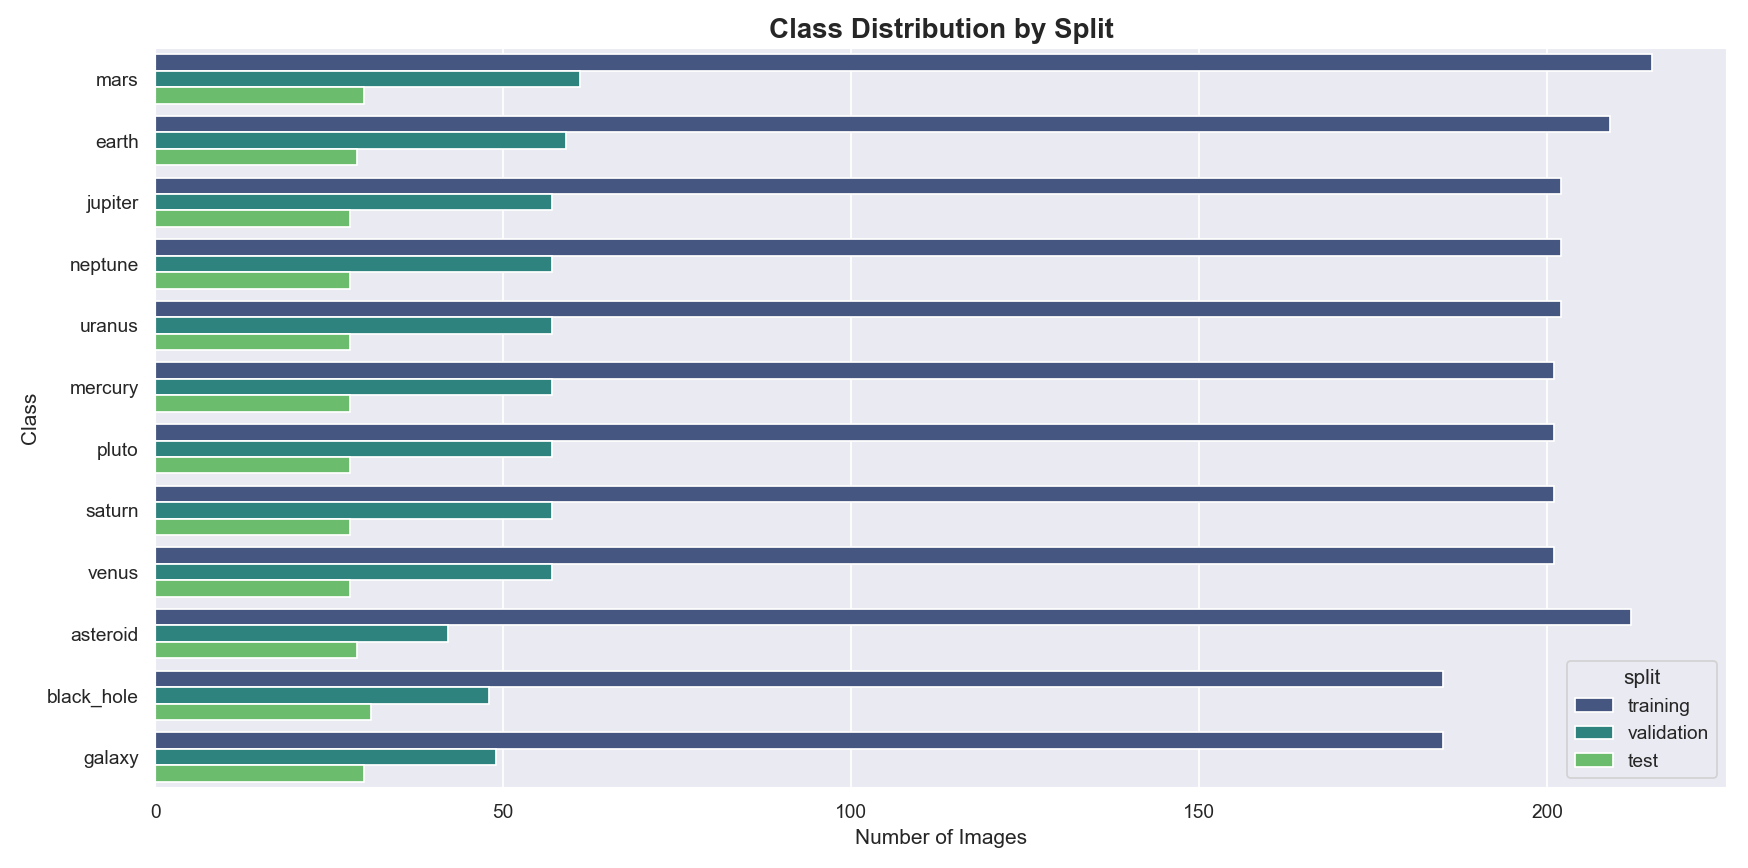 Class Distribution by Split
Class
mars
earth
jupiter
neptune
uranus
mercury
pluto
saturn
venus
asteroid
black_hole
galaxy
split
training
validation
test
0 50 100 150 200
Number of Images